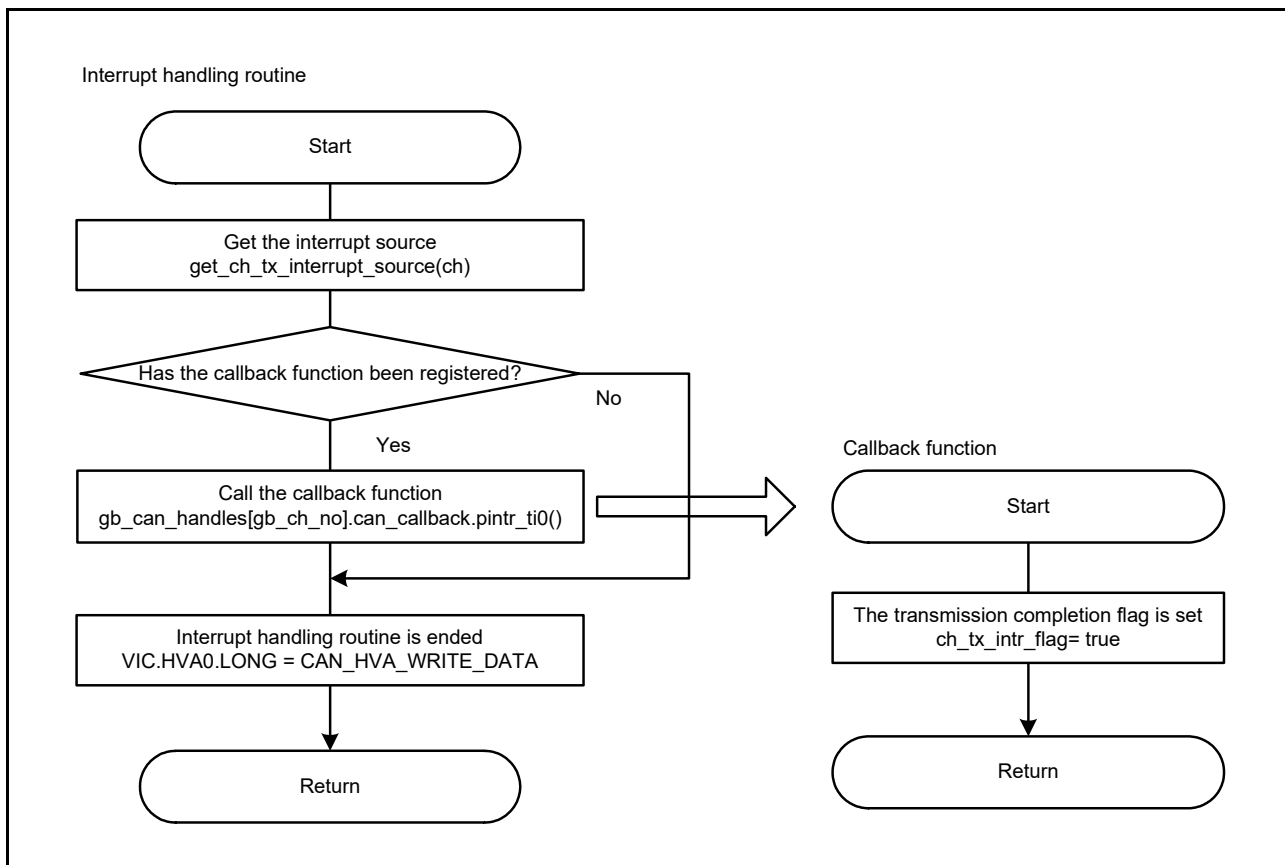 Interrupt handling routine
Start
Get the interrupt source
get_ch_tx_interrupt_source(ch)
Has the callback function been registered?
No
Yes
Call the callback function
gb_can_handles[gb_ch_no].can_callback.pintr_ti0()
Interrupt handling routine is ended
VIC.HVA0.LONG = CAN_HVA_WRITE_DATA
Return
Callback function
Start
The transmission completion flag is set
ch_tx_intr_flag= true
Return